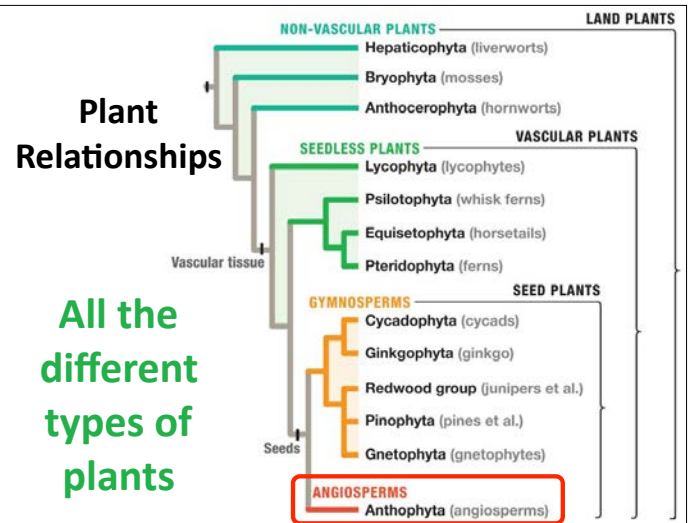 LAND PLANTS
NON-VASCULAR PLANTS
Hepaticophyta (liverworts)
Bryophyta (mosses)
Anthocerophyta (hornworts)
Plant
Relationships
VASCULAR PLANTS
SEEDLESS PLANTS
Lycophyta (lycophytes)
Psilotophyta (whisk ferns)
Equisetophyta (horsetails)
Pteridophyta (ferns)
Vascular tissue
SEED PLANTS
GYMNOSPERMS
Cycadophyta (cycads)
Ginkgophyta (ginkgo)
Redwood group (junipers et al.)
Pinophyta (pines et al.)
Gnetophyta (gnetophytes)
Seeds
All the
different
types of
plants
ANGIOSPERMS
Anthophyta (angiosperms)